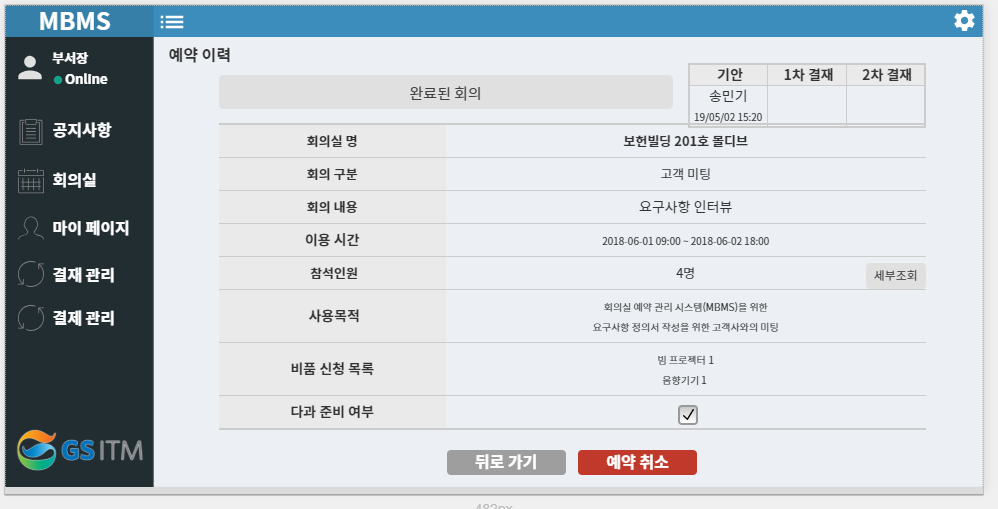 MBMS
부서장
Online
공지사항
회의실
마이 페이지
결재 관리
결제 관리
GS ITM
예약 이력
완료된 회의
기안 1차 결재 2차 결재
송민기
19/05/02 15:20
회의실 명 보헌빌딩 201호 몰디브
회의 구분 고객 미팅
회의 내용 요구사항 인터뷰
이용 시간 2018-06-01 09:00 ~ 2018-06-02 18:00
참석인원 4명 세부조회
사용목적 회의실 예약 관리 시스템(MBMS)을 위한
요구사항 정의서 작성을 위한 고객사와의 미팅
비품 신청 목록 빔 프로젝터 1
음향기기 1
다과 준비 여부
뒤로 가기 예약 취소
482px